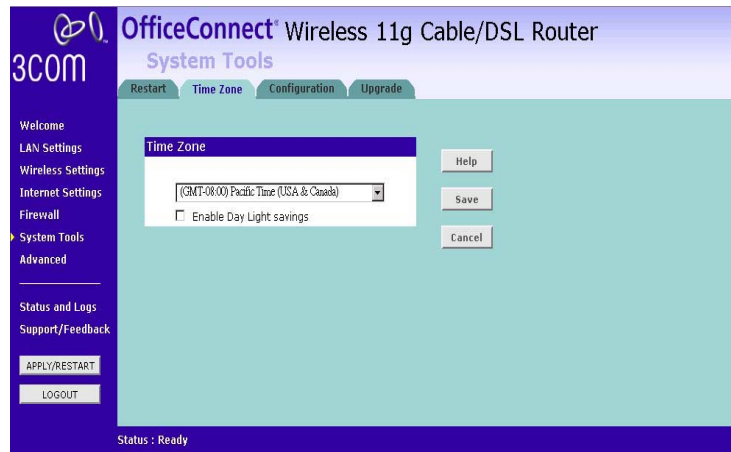 3COM
OfficeConnect® Wireless 11g Cable/DSL Router
System Tools
Restart
Time Zone
Configuration
Upgrade
Welcome
LAN Settings
Wireless Settings
Internet Settings
Firewall
System Tools
Advanced
Status and Logs
Support/Feedback
APPLY/RESTART
LOGOUT
Time Zone
(GMT-08:00) Pacific Time (USA & Canada)
Enable Day Light savings
Help
Save
Cancel
Status : Ready